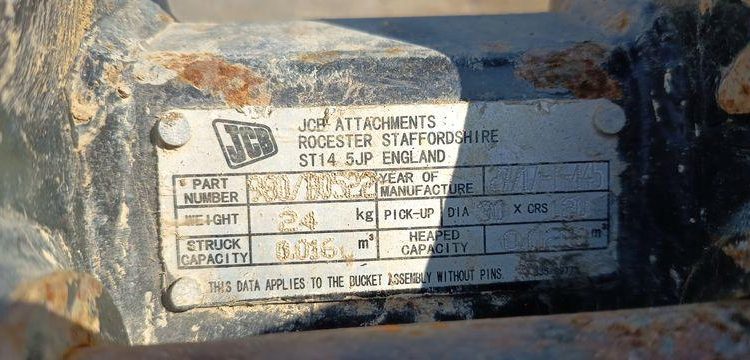 JCB
JCB ATTACHMENTS
ROCESTER STAFFORDSHIRE
ST14 5JP ENGLAND
PART NUMBER YEAR OF MANUFACTURE
WEIGHT 24 kg PICK-UP DIA 30 X CRS
STRUCK CAPACITY 0.016 m³ HEAPED CAPACITY m³
THIS DATA APPLIES TO THE BUCKET ASSEMBLY WITHOUT PINS